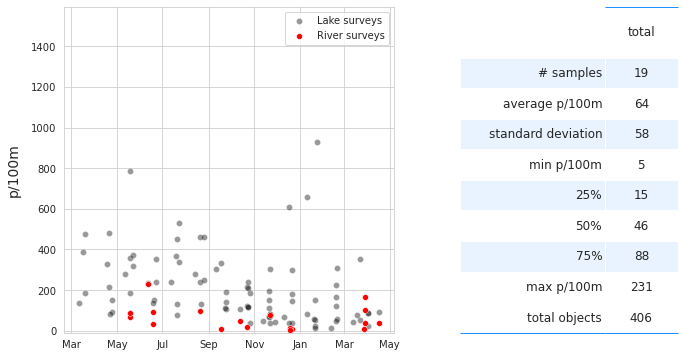 Lake surveys
River surveys
p/100m
1400
1200
1000
800
600
400
200
0
Mar May Jul Sep Nov Jan Mar May
total
# samples 19
average p/100m 64
standard deviation 58
min p/100m 5
25% 15
50% 46
75% 88
max p/100m 231
total objects 406